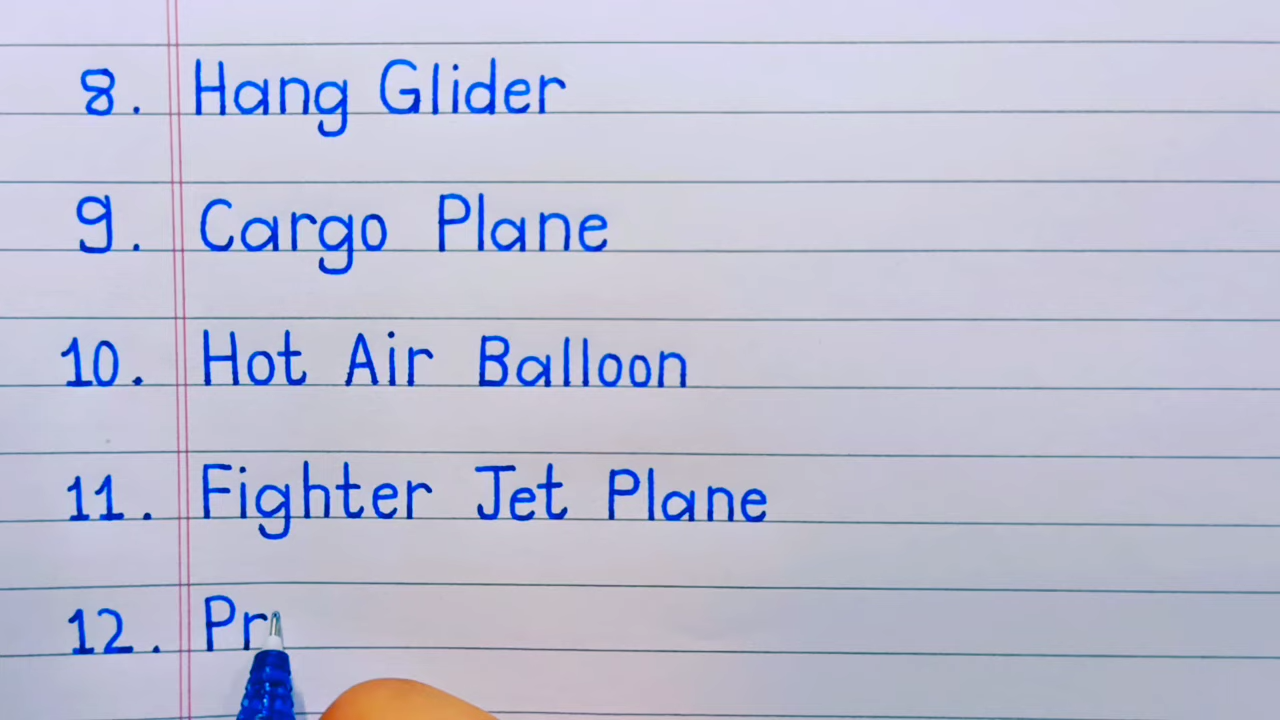 8. Hang Glider
9. Cargo Plane
10. Hot Air Balloon
11. Fighter Jet Plane
12. Pr